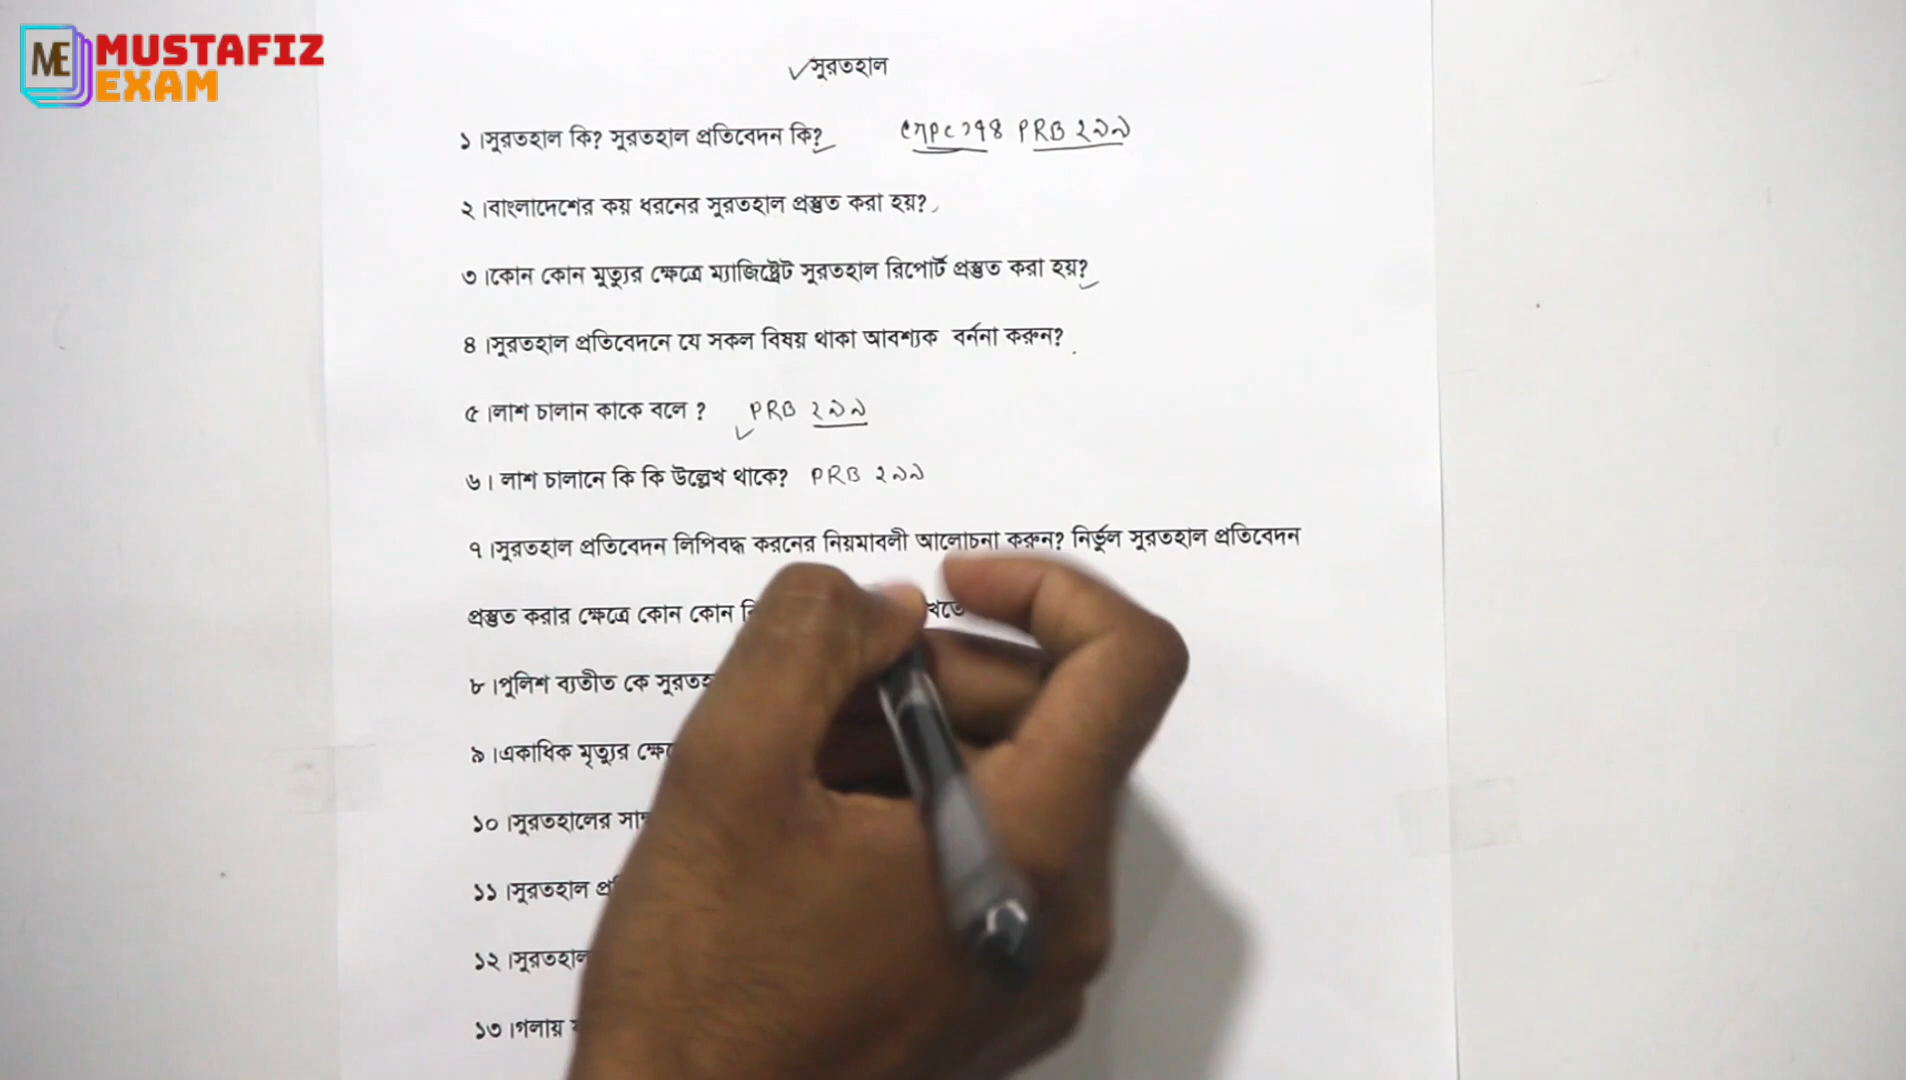 ME MUSTAFIZ
EXAM
সুরতহাল
১।সুরতহাল কি? সুরতহাল প্রতিবেদন কি? CrPC ১৭৪ PRB ২৯৯
২।বাংলাদেশের কয় ধরনের সুরতহাল প্রস্তুত করা হয়?
৩।কোন কোন মৃত্যুর ক্ষেত্রে ম্যাজিষ্ট্রেট সুরতহাল রিপোর্ট প্রস্তুত করা হয়?
৪।সুরতহাল প্রতিবেদনে যে সকল বিষয় থাকা আবশ্যক বর্ননা করুন?
৫।লাশ চালান কাকে বলে ? PRB ২৯৯
৬। লাশ চালানে কি কি উল্লেখ থাকে? PRB ২৯৯
৭।সুরতহাল প্রতিবেদন লিপিবদ্ধ করনের নিয়মাবলী আলোচনা করুন? নির্ভুল সুরতহাল প্রতিবেদন
প্রস্তুত করার ক্ষেত্রে কোন কোন
৮।পুলিশ ব্যতীত কে
৯।একাধিক মৃত্যুর
১০।সুরতহালের
১১।সুরতহাল
১২।সুরতহাল
১৩।গলায়